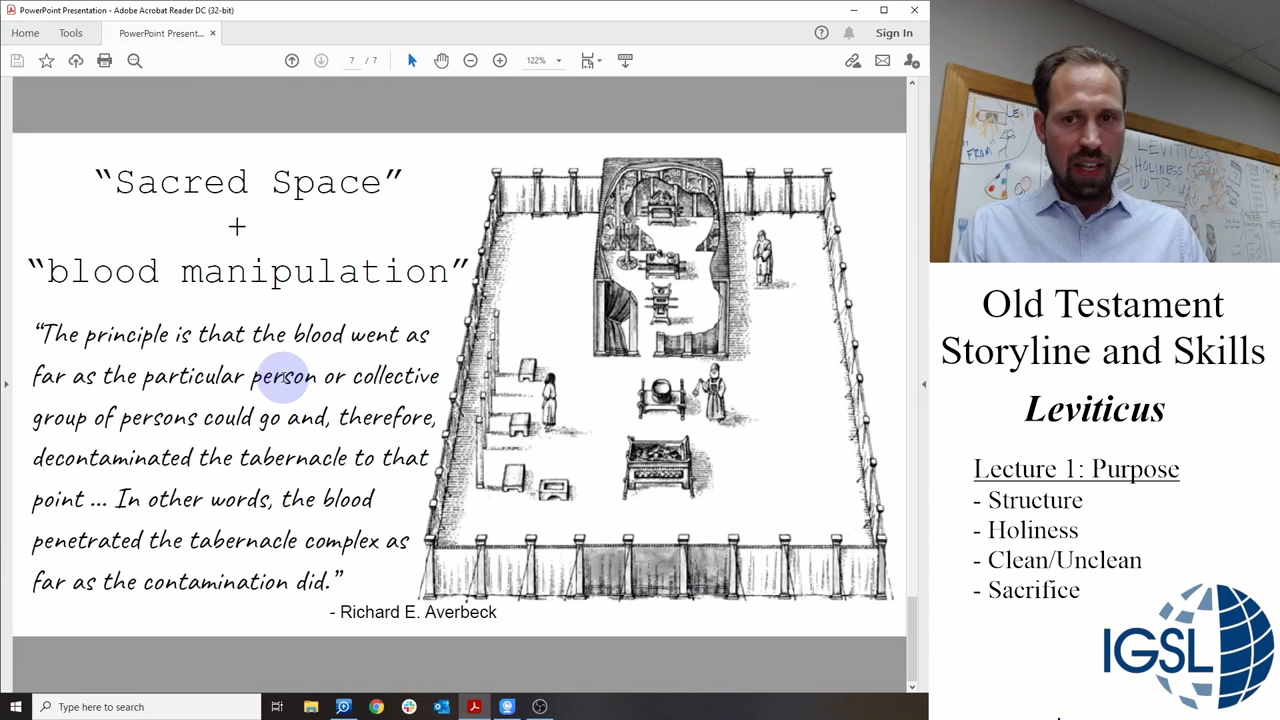 PowerPoint Presentation - Adobe Acrobat Reader DC (32-bit)
Home Tools PowerPoint Present... × Sign In
7 / 7 122%
“Sacred Space”
+
“blood manipulation”
“The principle is that the blood went as
far as the particular person or collective
group of persons could go and, therefore,
decontaminated the tabernacle to that
point ... In other words, the blood
penetrated the tabernacle complex as
far as the contamination did.”
- Richard E. Averbeck
LEVITICUS
HOLINESS
"FROM"
Old Testament
Storyline and Skills
Leviticus
Lecture 1: Purpose
- Structure
- Holiness
- Clean/Unclean
- Sacrifice
IGSL
Type here to search